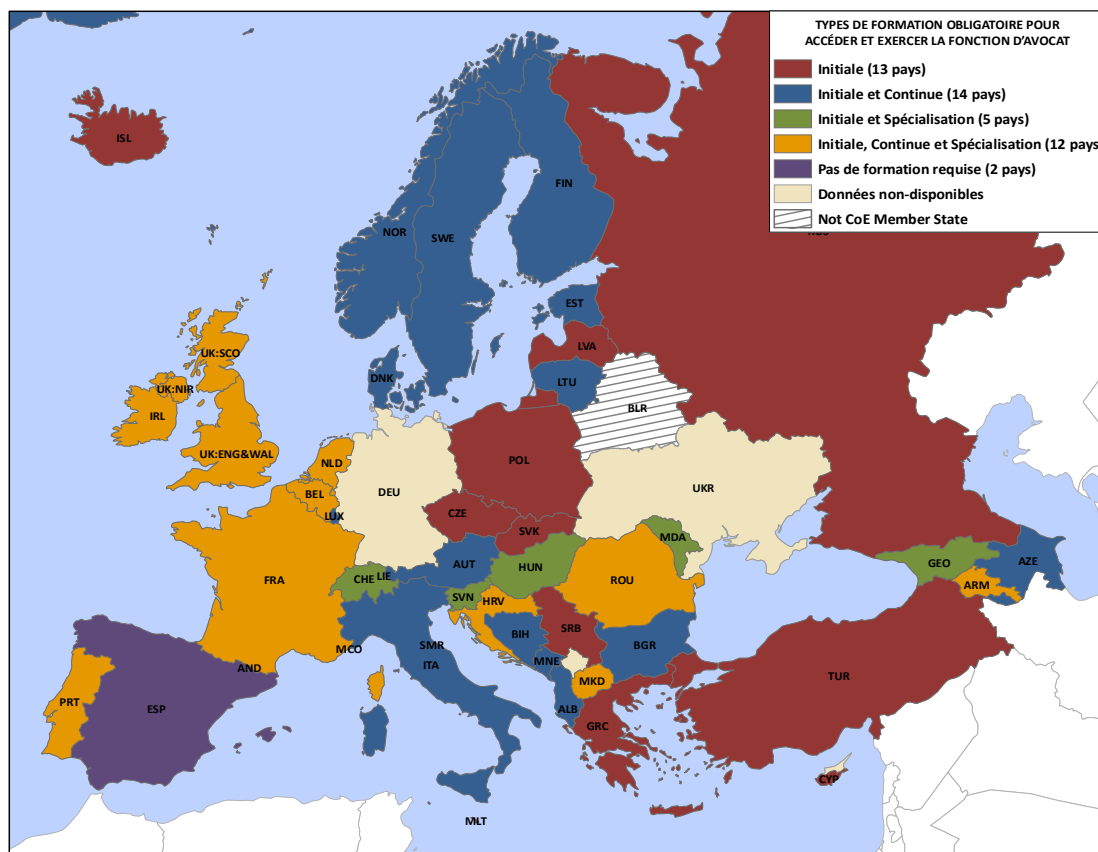 TYPES DE FORMATION OBLIGATOIRE POUR
ACCÉDER ET EXERCER LA FONCTION D'AVOCAT
Initiale (13 pays)
Initiale et Continue (14 pays)
Initiale et Spécialisation (5 pays)
Initiale, Continue et Spécialisation (12 pays)
Pas de formation requise (2 pays)
Données non-disponibles
Not CoE Member State
ISL
FIN
NOR
SWE
EST
UK:SCO
LVA
DNK
LTU
UK:NIR
BLR
IRL
UK:ENG&WAL
NLD
POL
DEU
UKR
BEL
CZE
LUX
SVK
MDA
AUT
HUN
GEO
AZE
CHE
LIE
FRA
ROU
ARM
SVN
HRV
SRB
BIH
BGR
MCO
SMR
MNE
AND
ITA
MKD
TUR
PRT
ESP
ALB
GRC
CYP
MLT